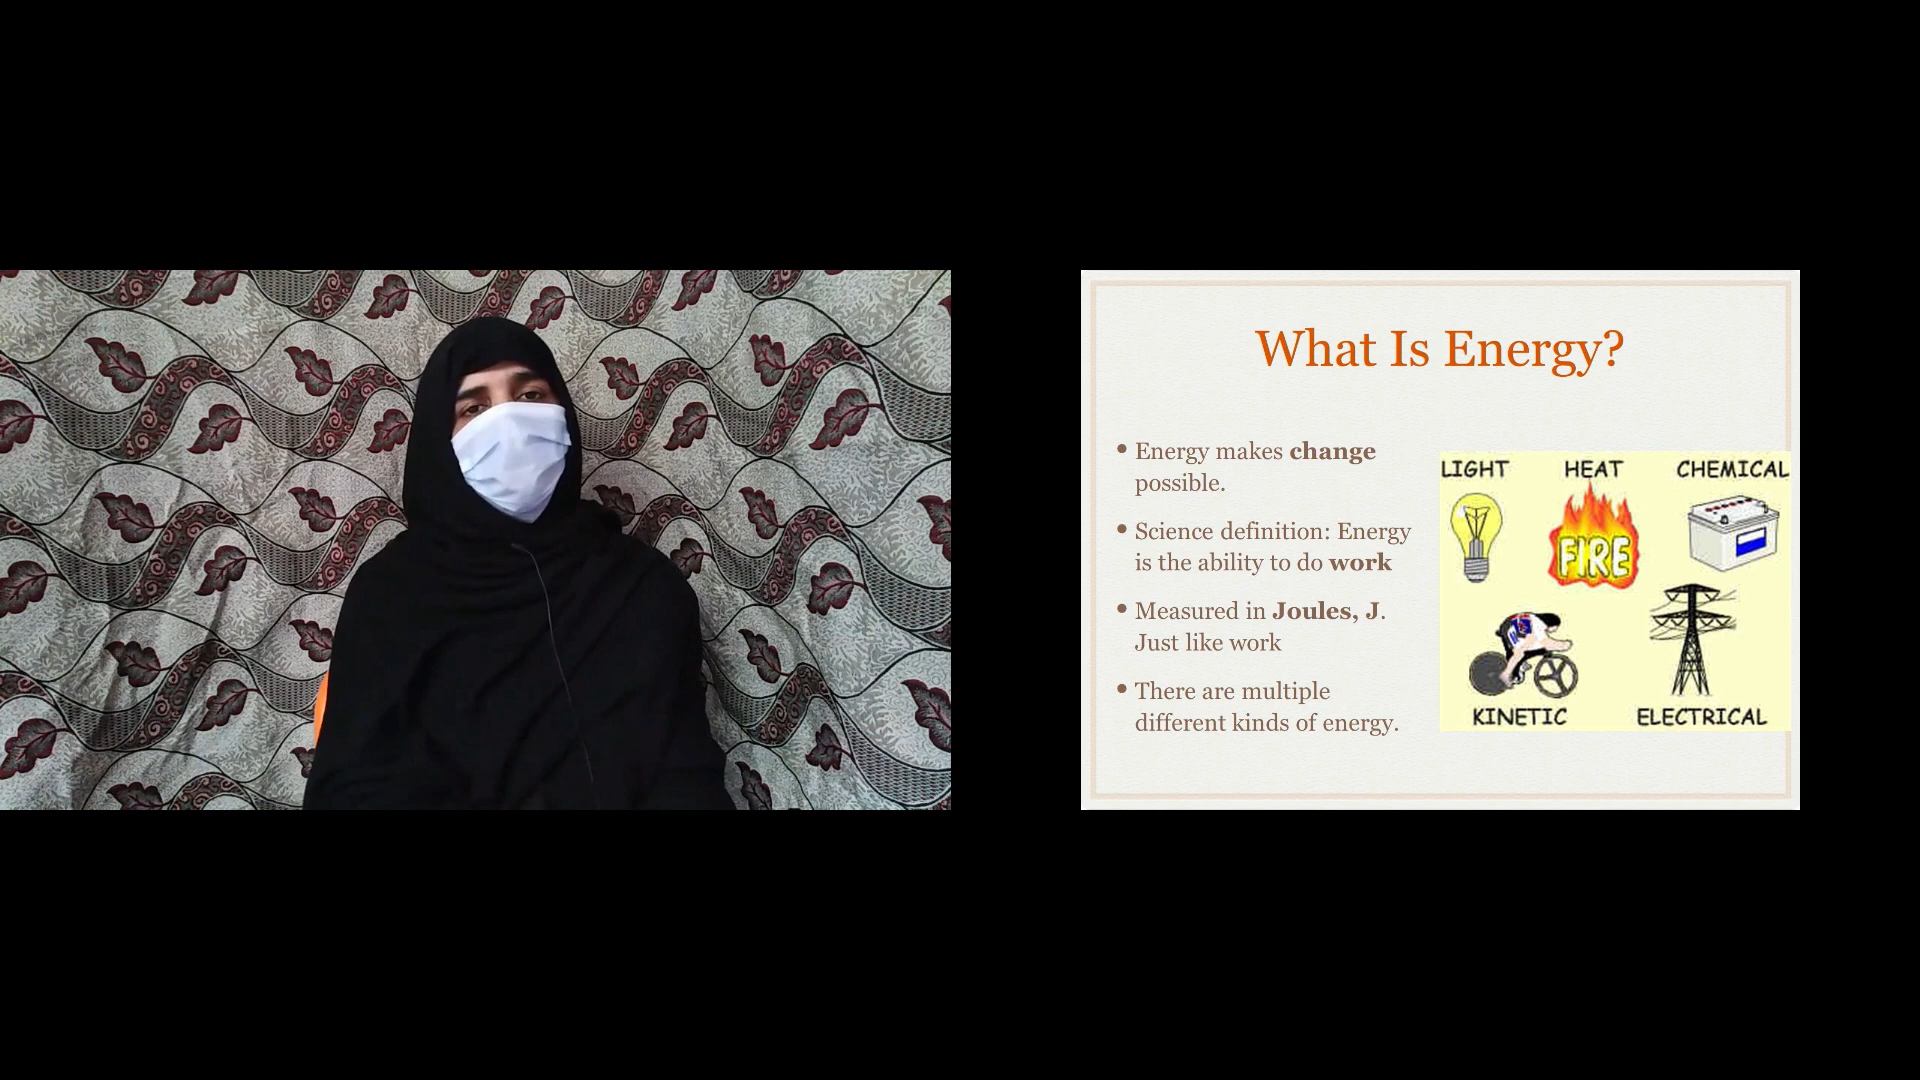 What Is Energy?
• Energy makes change
possible.
• Science definition: Energy
is the ability to do work
• Measured in Joules, J.
Just like work
• There are multiple
different kinds of energy.
LIGHT HEAT CHEMICAL
FIRE
KINETIC ELECTRICAL